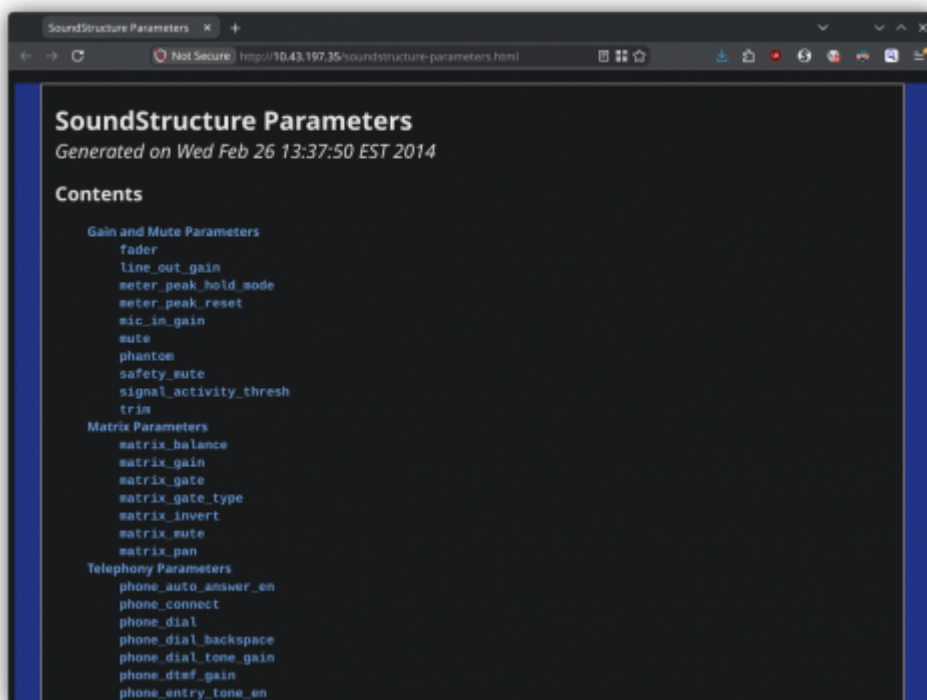 SoundStructure Parameters × +
Not Secure http://10.43.197.35/soundstructure-parameters.html
SoundStructure Parameters
Generated on Wed Feb 26 13:37:50 EST 2014
Contents
Gain and Mute Parameters
fader
line_out_gain
meter_peak_hold_mode
meter_peak_reset
mic_in_gain
mute
phantom
safety_mute
signal_activity_thresh
trim
Matrix Parameters
matrix_balance
matrix_gain
matrix_gate
matrix_gate_type
matrix_invert
matrix_mute
matrix_pan
Telephony Parameters
phone_auto_answer_en
phone_connect
phone_dial
phone_dial_backspace
phone_dial_tone_gain
phone_dtmf_gain
phone_entry_tone_en